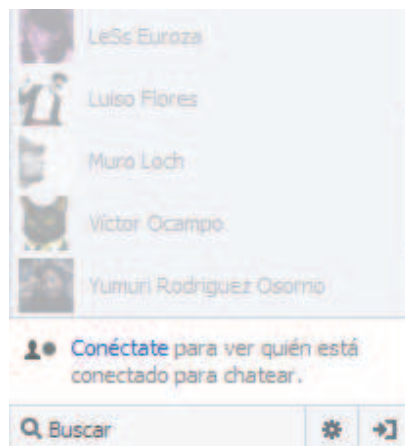 LeSs Euroza
Luiso Flores
Muro Loch
Victor Ocampo
Yumuri Rodriguez Osorno
Conéctate para ver quién está
conectado para chatear.
Buscar